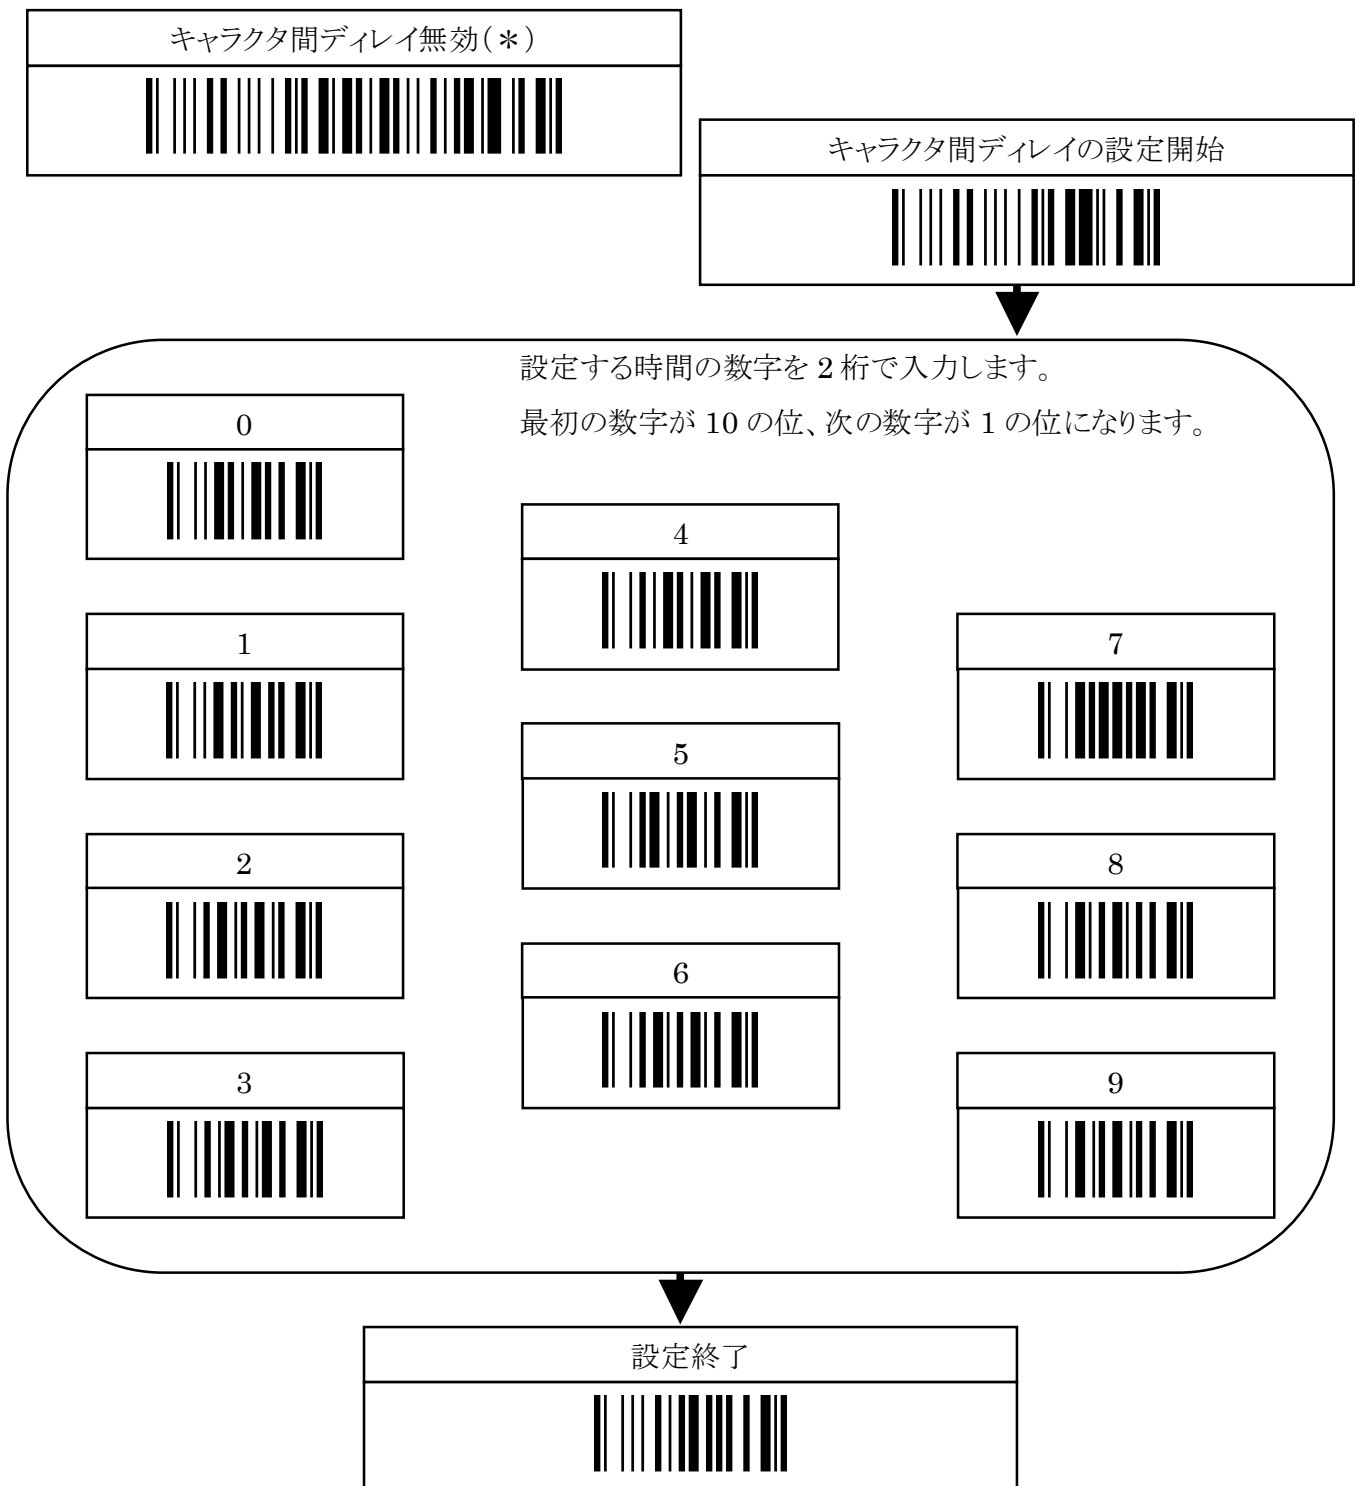 キャラクタ間ディレイ無効(＊)
キャラクタ間ディレイの設定開始
設定する時間の数字を 2 桁で入力します。
最初の数字が 10 の位、次の数字が 1 の位になります。
0
1
2
3
4
5
6
7
8
9
設定終了